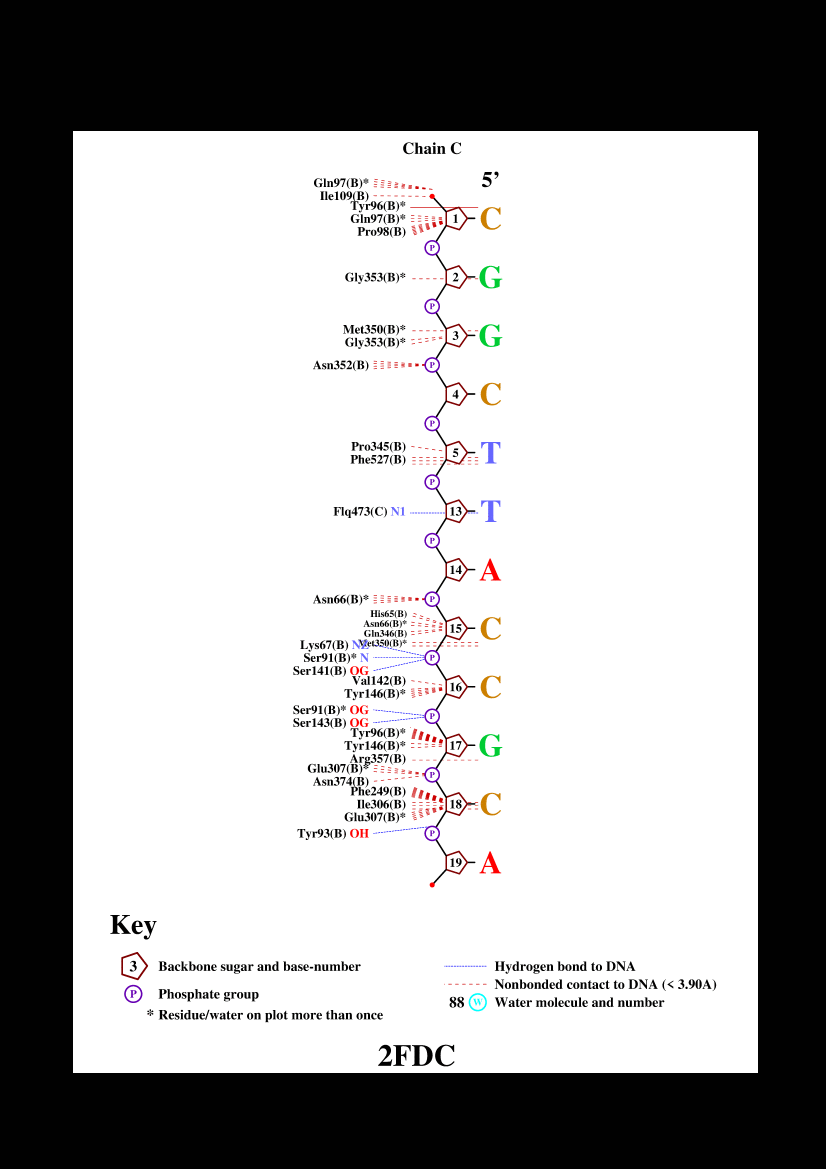 Chain C
5’
Gln97(B)*
Ile109(B)
Tyr96(B)*
Gln97(B)*
1
C
Pro98(B)
P
Gly353(B)*
2
G
P
Met350(B)*
3
G
Gly353(B)*
Asn352(B)
P
4
C
P
Pro345(B)
5
T
Phe527(B)
P
Flq473(C) N1
13
T
P
14
A
Asn66(B)*
P
His65(B)
Asn66(B)*
15
C
Gln346(B)
Met350(B)*
Lys67(B) NZ
Ser91(B)* N
P
Ser141(B) OG
Val142(B)
16
C
Tyr146(B)*
Ser91(B)* OG
P
Ser143(B) OG
Tyr96(B)*
Tyr146(B)*
17
G
Arg357(B)
Glu307(B)*
P
Asn374(B)
Phe249(B)
Ile306(B)
18
C
Glu307(B)*
Tyr93(B) OH
P
19
A
Key
3 Backbone sugar and base-number
P Phosphate group
* Residue/water on plot more than once
Hydrogen bond to DNA
Nonbonded contact to DNA (< 3.90A)
88 W Water molecule and number
2FDC